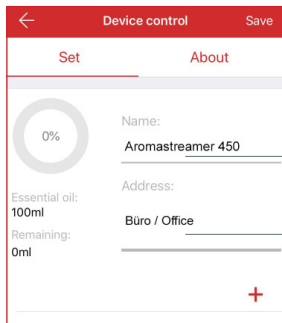 Device control Save
Set About
0%
Name:
Aromastreamer 450
Address:
Büro / Office
Essential oil:
100ml
Remaining:
0ml
+